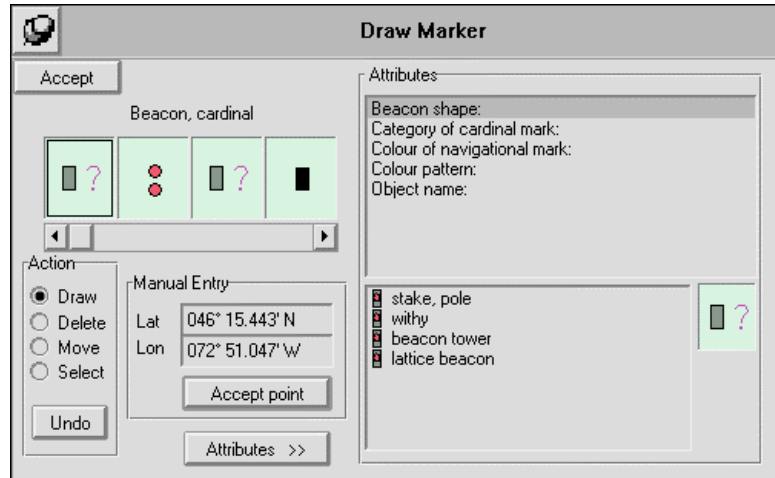 Draw Marker
Accept
Beacon, cardinal
? ?
Action
Draw
Delete
Move
Select
Undo
Manual Entry
Lat 046° 15.443' N
Lon 072° 51.047' W
Accept point
Attributes >>
Attributes
Beacon shape:
Category of cardinal mark:
Colour of navigational mark:
Colour pattern:
Object name:
stake, pole
withy
beacon tower
lattice beacon
?